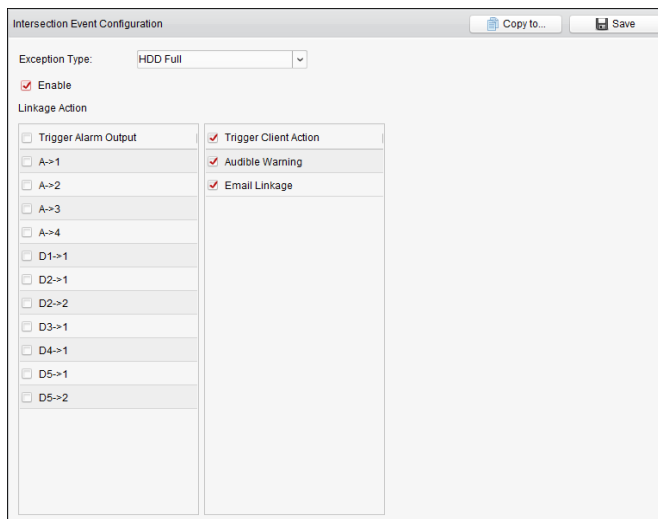 Intersection Event Configuration
Copy to...
Save
Exception Type:
HDD Full
Enable
Linkage Action
Trigger Alarm Output
Trigger Client Action
A->1
Audible Warning
A->2
Email Linkage
A->3
A->4
D1->1
D2->1
D2->2
D3->1
D4->1
D5->1
D5->2